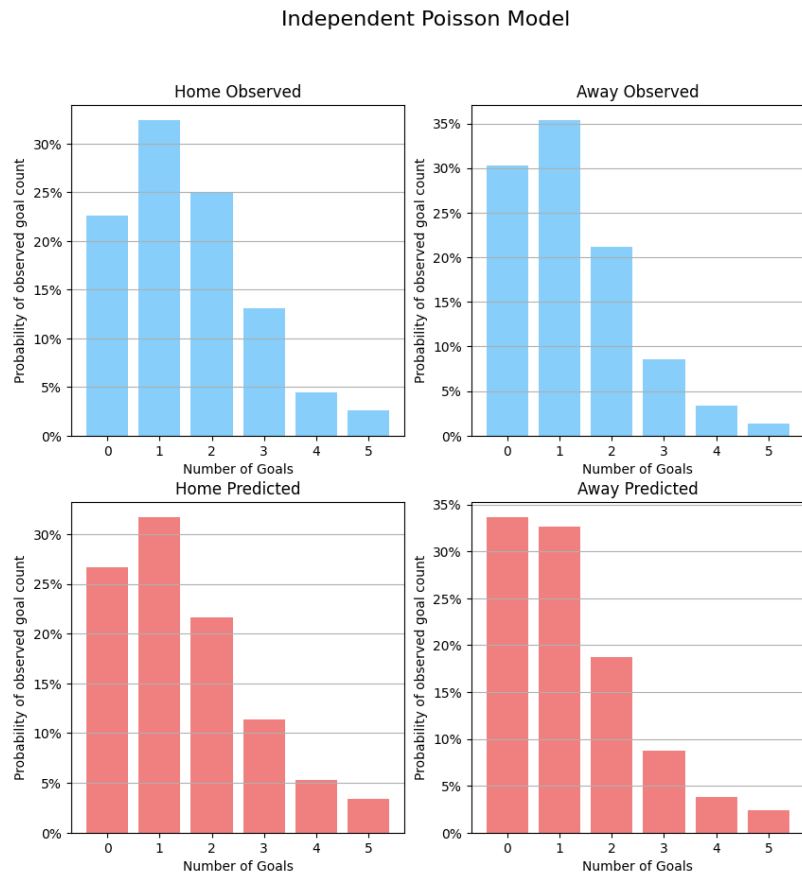 Independent Poisson Model
Home Observed
Probability of observed goal count
30%
25%
20%
15%
10%
5%
0%
0 1 2 3 4 5
Number of Goals
Away Observed
Probability of observed goal count
35%
30%
25%
20%
15%
10%
5%
0%
0 1 2 3 4 5
Number of Goals
Home Predicted
Probability of observed goal count
30%
25%
20%
15%
10%
5%
0%
0 1 2 3 4 5
Number of Goals
Away Predicted
Probability of observed goal count
35%
30%
25%
20%
15%
10%
5%
0%
0 1 2 3 4 5
Number of Goals